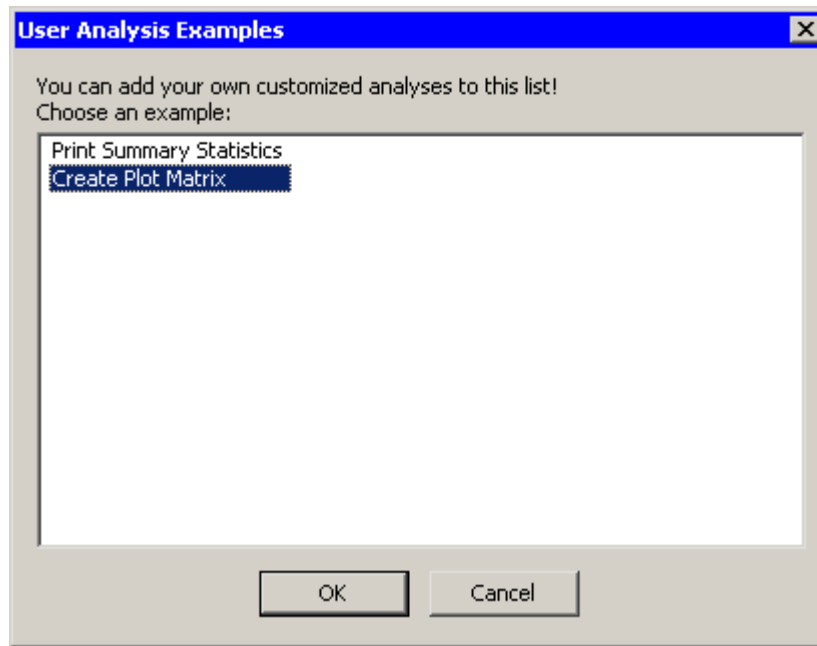 User Analysis Examples
You can add your own customized analyses to this list!
Choose an example:
Print Summary Statistics
Create Plot Matrix
OK
Cancel